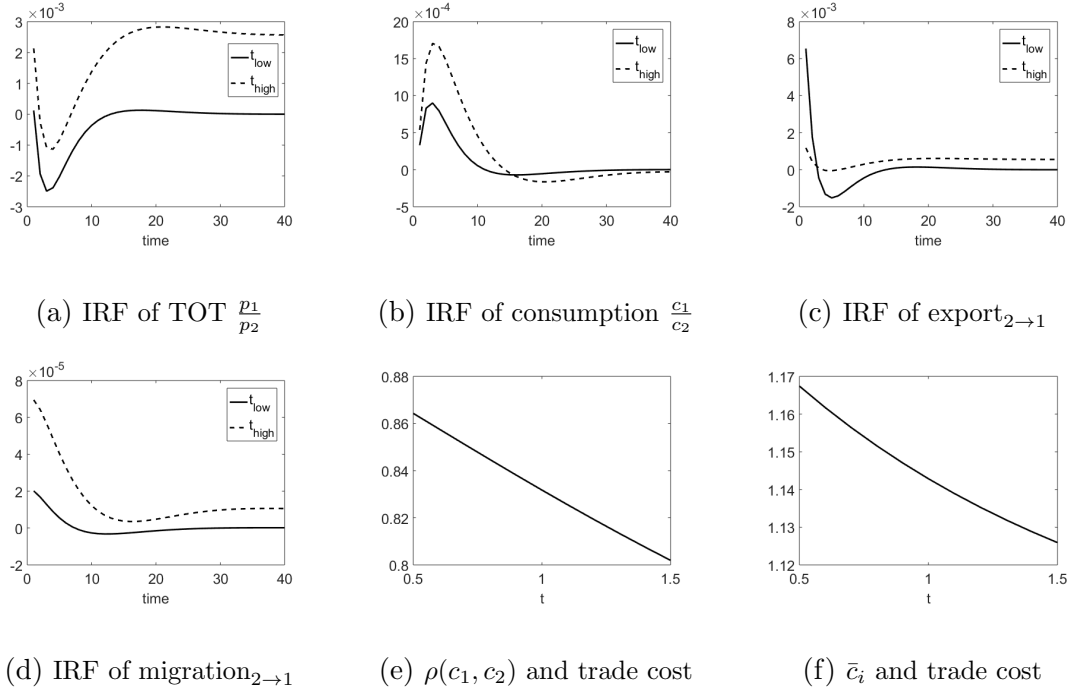 ×10⁻³
3
2
1
0
-1
-2
-3
0 10 20 30 40
time
t_low
t_high
(a) IRF of TOT p₁/p₂
×10⁻⁴
20
15
10
5
0
-5
0 10 20 30 40
time
t_low
t_high
(b) IRF of consumption c₁/c₂
×10⁻³
8
6
4
2
0
-2
0 10 20 30 40
time
t_low
t_high
(c) IRF of export₂→₁
×10⁻⁵
8
6
4
2
0
-2
0 10 20 30 40
time
t_low
t_high
(d) IRF of migration₂→₁
0.88
0.86
0.84
0.82
0.8
0.5 1 1.5
t
(e) ρ(c₁, c₂) and trade cost
1.17
1.16
1.15
1.14
1.13
1.12
0.5 1 1.5
t
(f) c̄ᵢ and trade cost